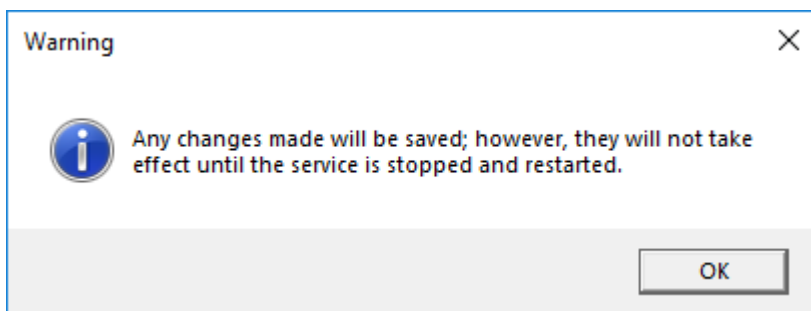 Warning
Any changes made will be saved; however, they will not take
effect until the service is stopped and restarted.
OK